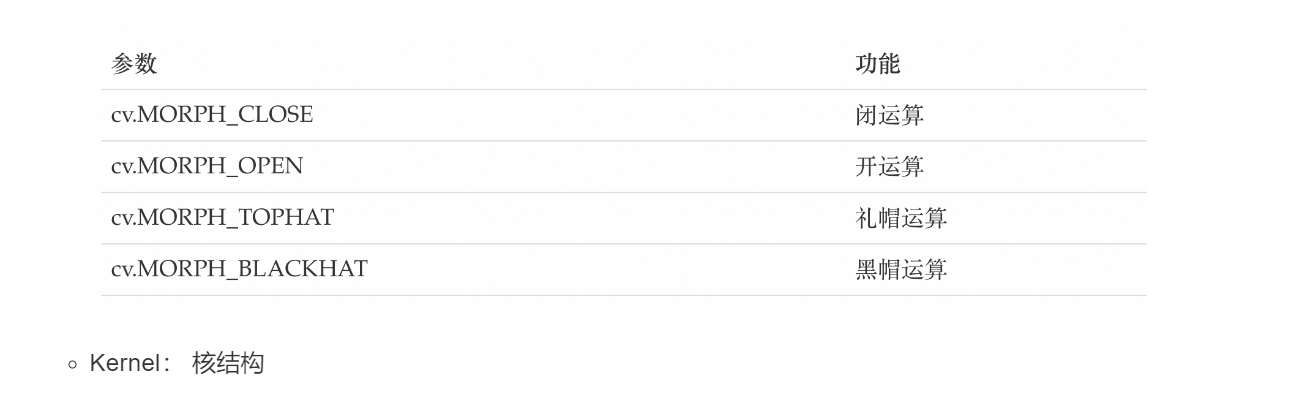 参数 功能
cv.MORPH_CLOSE 闭运算
cv.MORPH_OPEN 开运算
cv.MORPH_TOPHAT 礼帽运算
cv.MORPH_BLACKHAT 黑帽运算
Kernel： 核结构